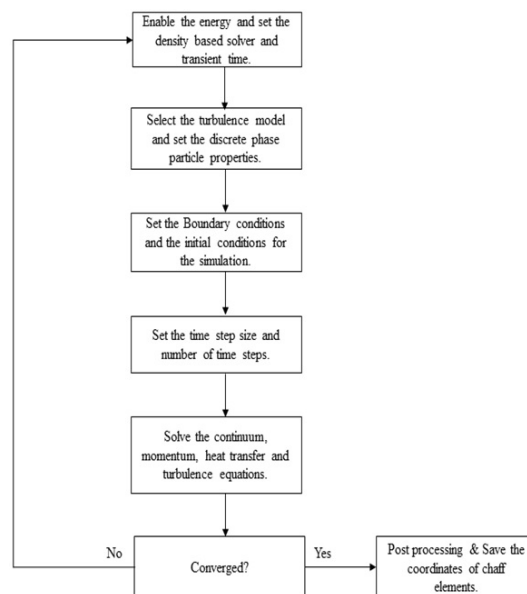 Enable the energy and set the
density based solver and
transient time.
Select the turbulence model
and set the discrete phase
particle properties.
Set the Boundary conditions
and the initial conditions for
the simulation.
Set the time step size and
number of time steps.
Solve the continuum,
momentum, heat transfer and
turbulence equations.
No
Converged?
Yes
Post processing & Save the
coordinates of chaff
elements.